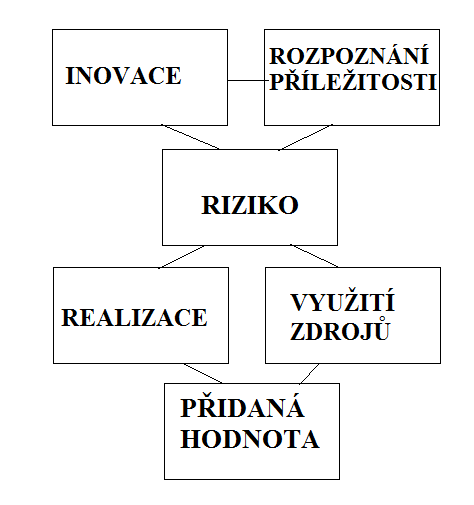 INOVACE
ROZPOZNÁNÍ
PŘÍLEŽITOSTI
RIZIKO
REALIZACE
VYUŽITÍ
ZDROJŮ
PŘIDANÁ
HODNOTA